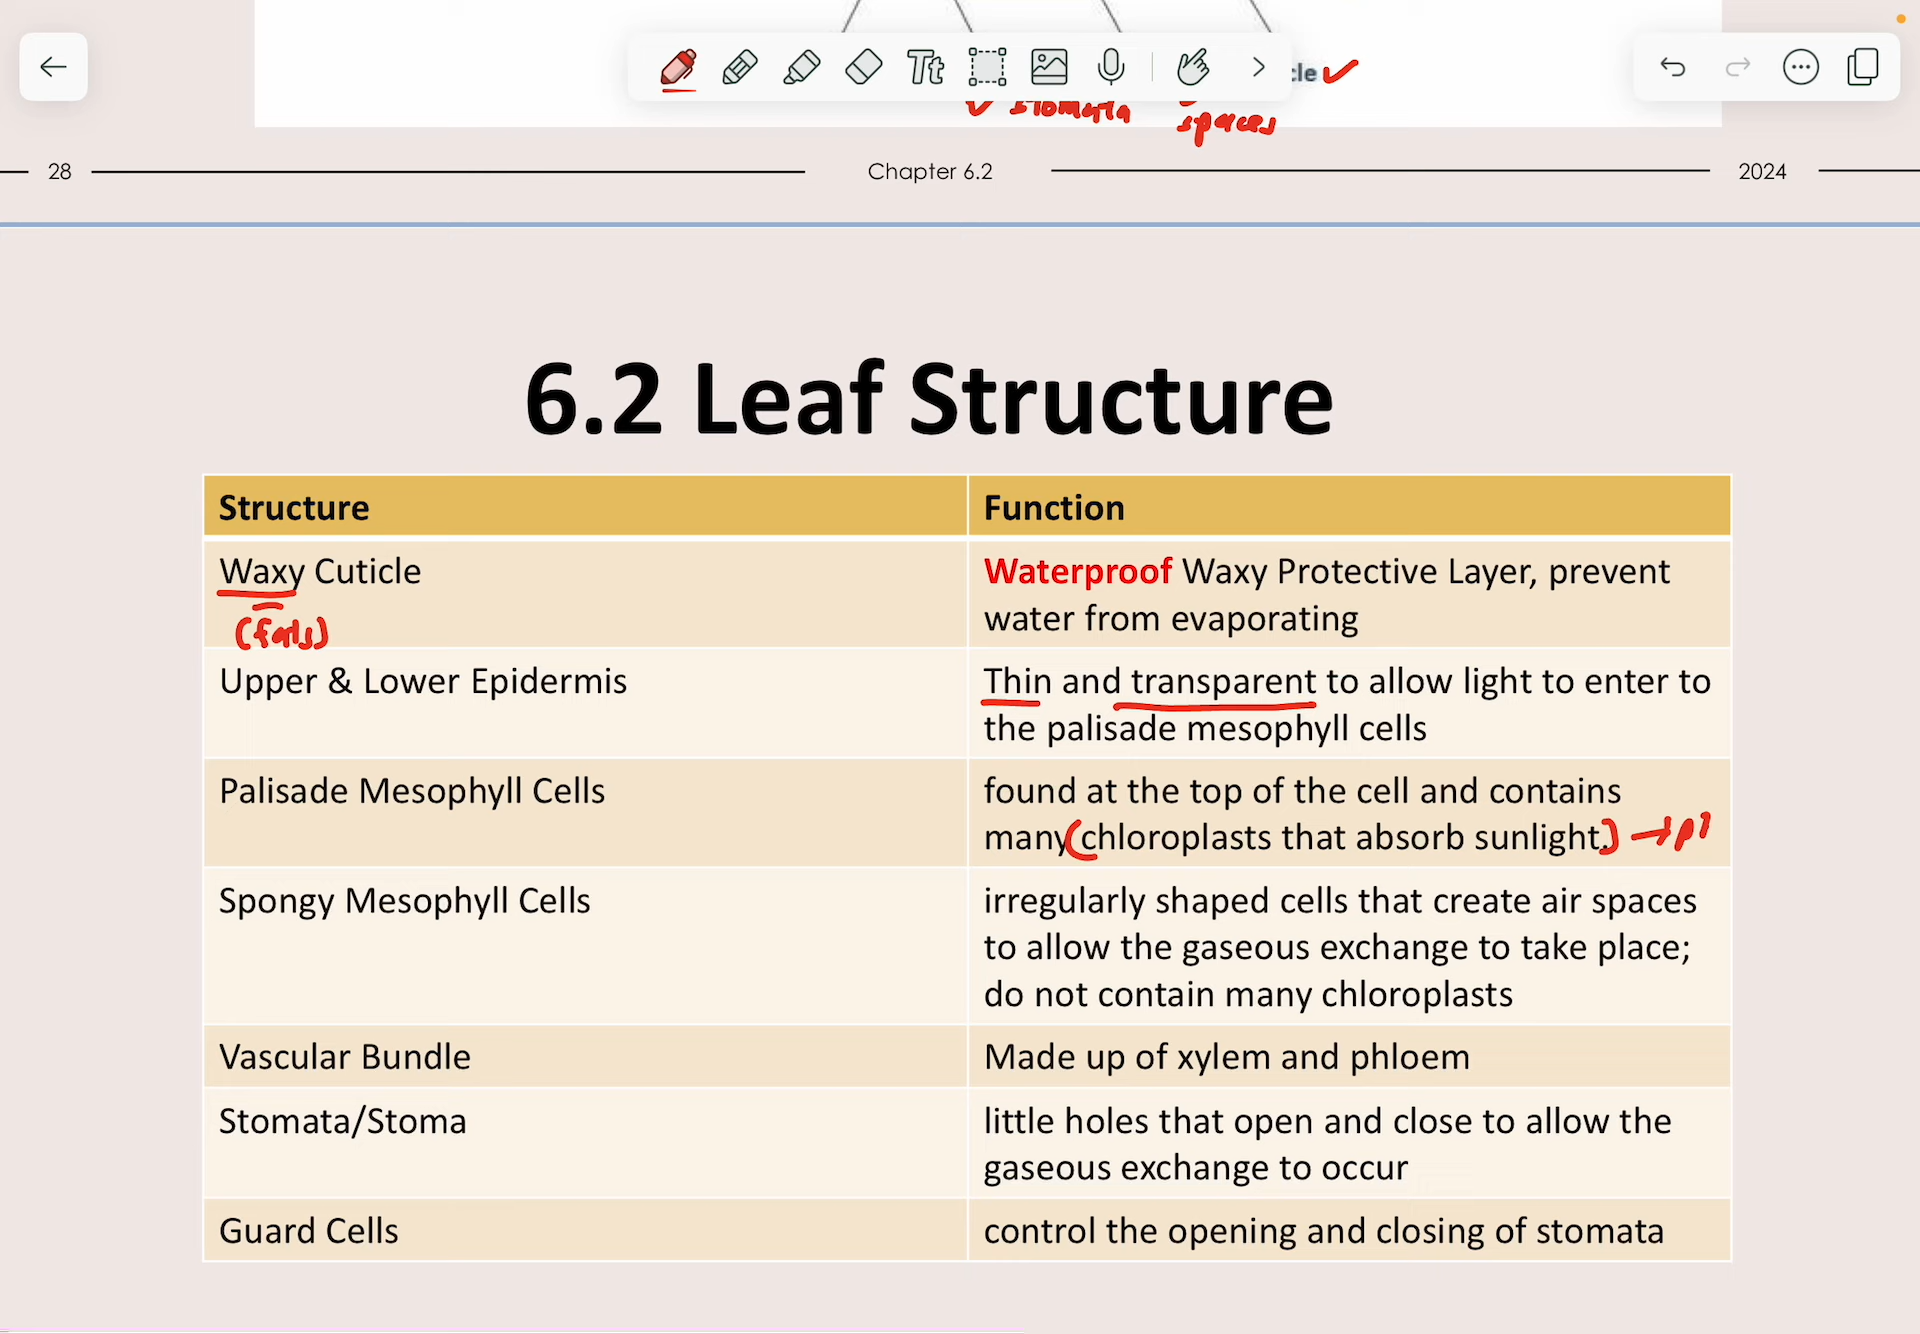 Tt
cle
stomata
spaces
28
Chapter 6.2
2024
6.2 Leaf Structure
Structure
Function
Waxy Cuticle
(fats)
Waterproof Waxy Protective Layer, prevent
water from evaporating
Upper & Lower Epidermis
Thin and transparent to allow light to enter to
the palisade mesophyll cells
Palisade Mesophyll Cells
found at the top of the cell and contains
many (chloroplasts that absorb sunlight.) →
Spongy Mesophyll Cells
irregularly shaped cells that create air spaces
to allow the gaseous exchange to take place;
do not contain many chloroplasts
Vascular Bundle
Made up of xylem and phloem
Stomata/Stoma
little holes that open and close to allow the
gaseous exchange to occur
Guard Cells
control the opening and closing of stomata